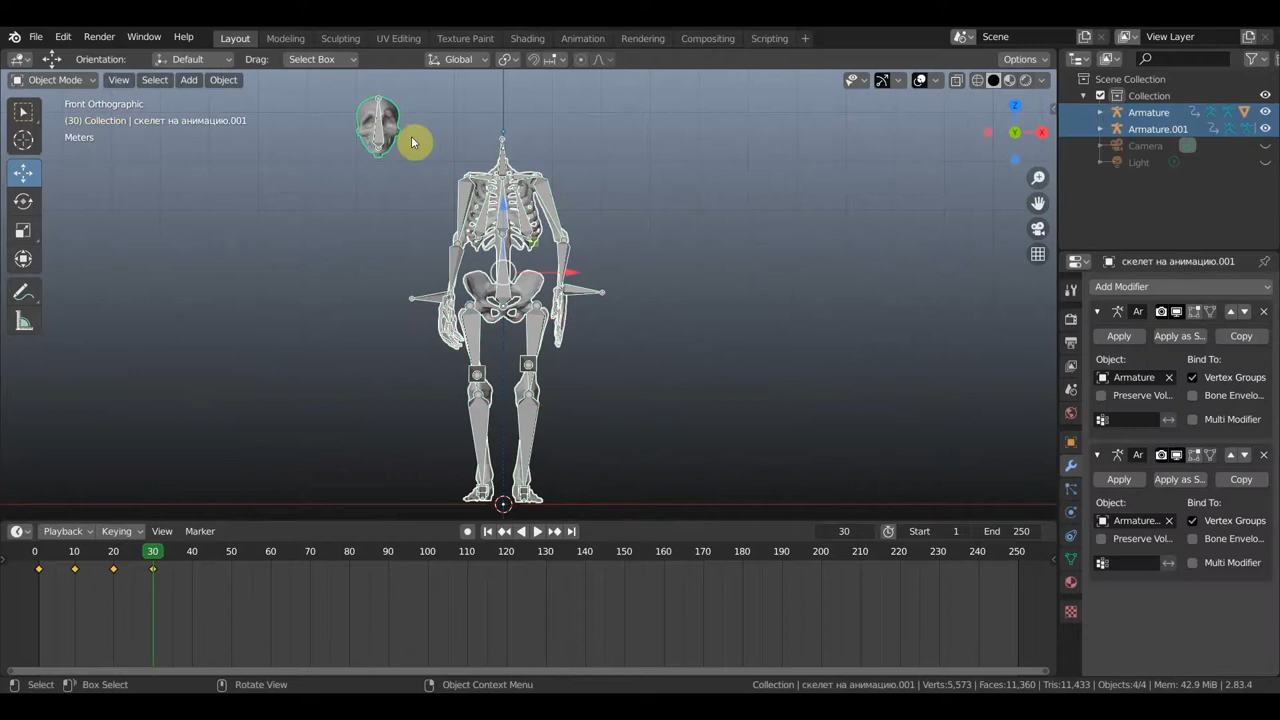 File Edit Render Window Help Layout Modeling Sculpting UV Editing Texture Paint Shading Animation Rendering Compositing Scripting + Scene View Layer
Orientation: Default Drag: Select Box Global Options
Object Mode View Select Add Object
Scene Collection
Collection
Armature
Armature.001
Camera
Light
Front Orthographic
(30) Collection | скелет на анимацию.001
Meters
X
Y
Z
скелет на анимацию.001
Add Modifier
Ar
Apply Apply as S... Copy
Object: Bind To:
Armature Vertex Groups
Preserve Vol... Bone Envelo...
Multi Modifier
Ar
Apply Apply as S... Copy
Object: Bind To:
Armature... Vertex Groups
Preserve Vol... Bone Envelo...
Multi Modifier
Playback Keying View Marker 30 Start 1 End 250
0 10 20 30 40 50 60 70 80 90 100 110 120 130 140 150 160 170 180 190 200 210 220 230 240 250
Select Box Select Rotate View Object Context Menu Collection | скелет на анимацию.001 | Verts:5,573 | Faces:11,360 | Tris:11,433 | Objects:4/4 | Mem: 42.9 MiB | 2.83.4